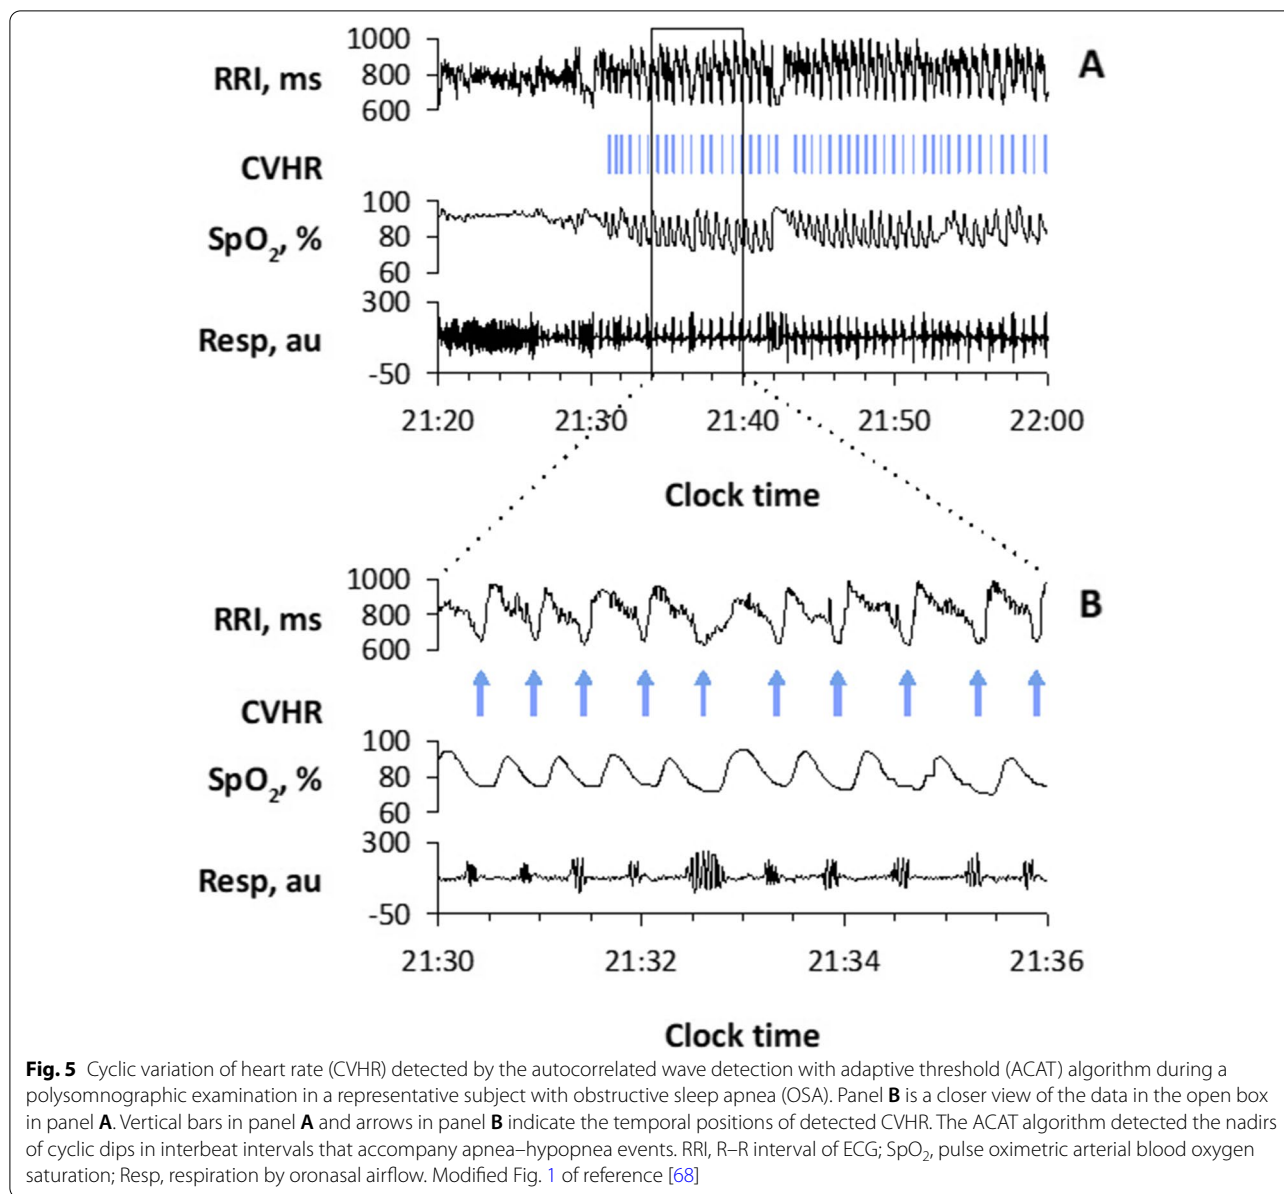 A
RRI, ms
1000
800
600
CVHR
SpO₂, %
100
80
60
Resp, au
300
-50
21:20 21:30 21:40 21:50 22:00
Clock time
B
RRI, ms
1000
800
600
CVHR
SpO₂, %
100
80
60
Resp, au
300
-50
21:30 21:32 21:34 21:36
Clock time
Fig. 5 Cyclic variation of heart rate (CVHR) detected by the autocorrelated wave detection with adaptive threshold (ACAT) algorithm during a
polysomnographic examination in a representative subject with obstructive sleep apnea (OSA). Panel B is a closer view of the data in the open box
in panel A. Vertical bars in panel A and arrows in panel B indicate the temporal positions of detected CVHR. The ACAT algorithm detected the nadirs
of cyclic dips in interbeat intervals that accompany apnea–hypopnea events. RRI, R–R interval of ECG; SpO₂, pulse oximetric arterial blood oxygen
saturation; Resp, respiration by oronasal airflow. Modified Fig. 1 of reference [68]